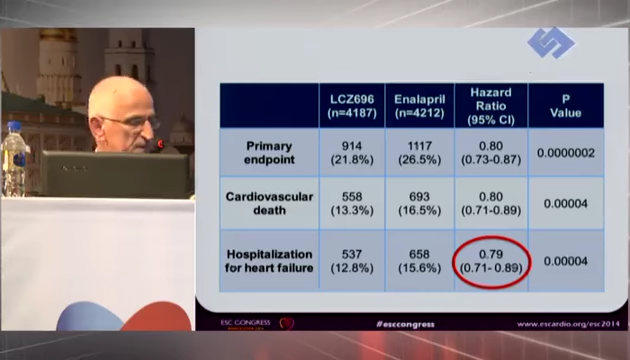 LCZ696 (n=4187) Enalapril (n=4212) Hazard Ratio (95% CI) P Value
Primary endpoint 914 (21.8%) 1117 (26.5%) 0.80 (0.73-0.87) 0.0000002
Cardiovascular death 558 (13.3%) 693 (16.5%) 0.80 (0.71-0.89) 0.00004
Hospitalization for heart failure 537 (12.8%) 658 (15.6%) 0.79 (0.71- 0.89) 0.00004
ESC CONGRESS
#esccongress
www.escardio.org/esc2014